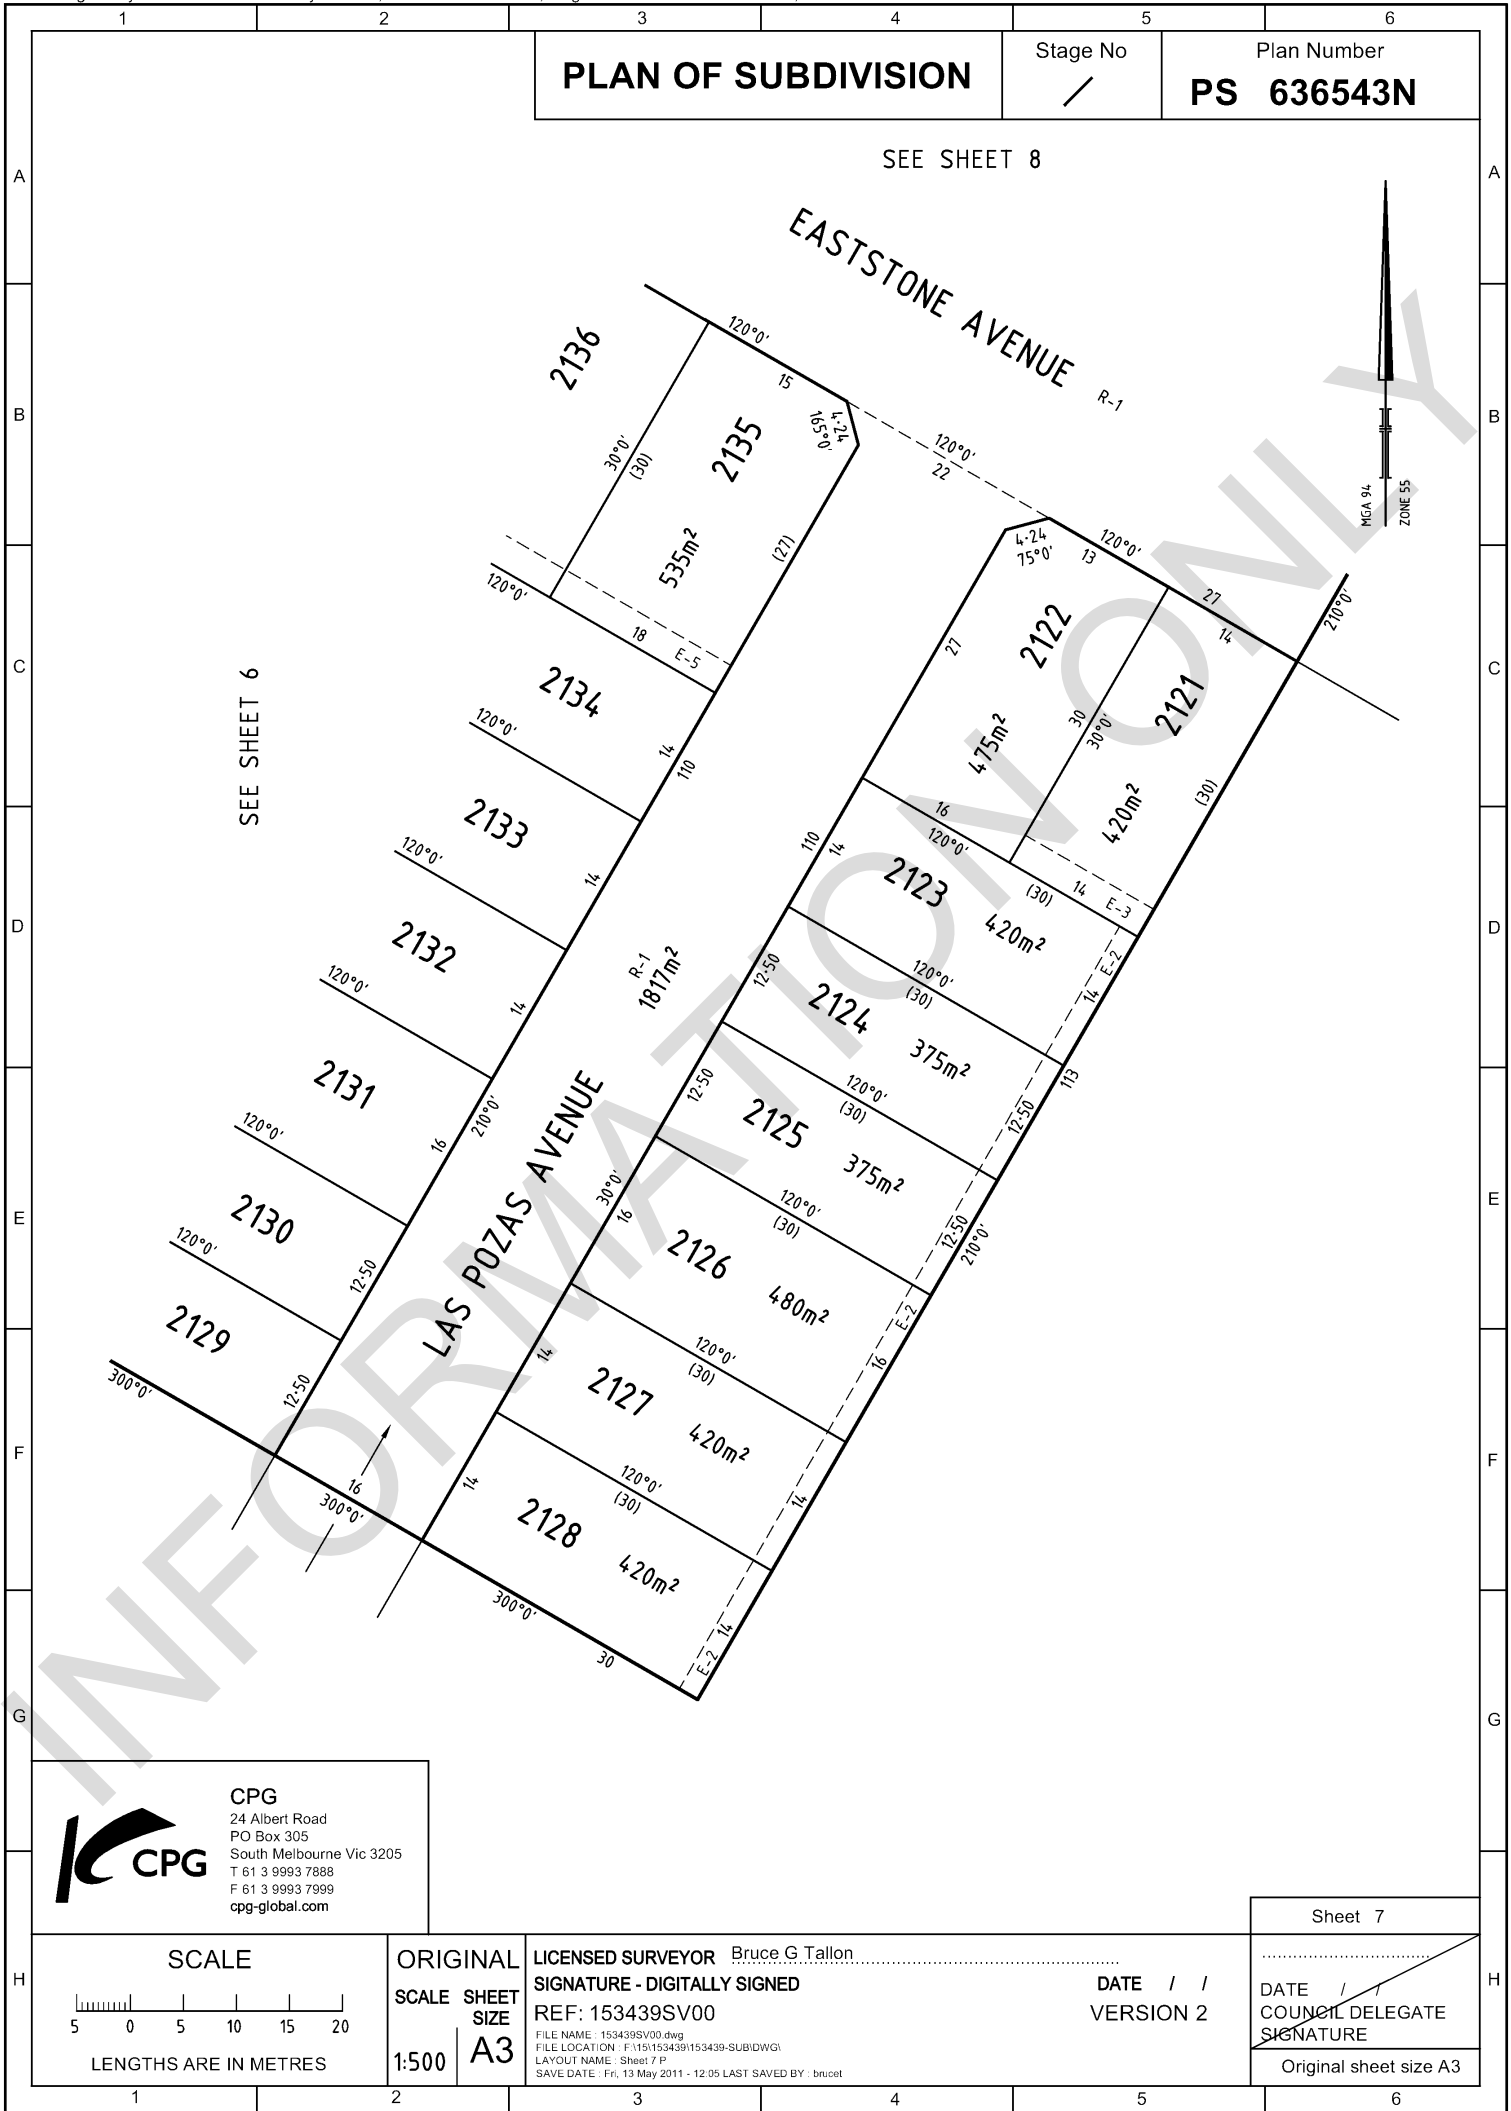 1 2 3 4 5 6
PLAN OF SUBDIVISION
Stage No
/
Plan Number
PS 636543N
SEE SHEET 8
A
A
EASTSTONE AVENUE
R-1
MGA 94
ZONE 55
B
B
2136
120°0'
15
2135
4·24
165°0'
30°0'
(30)
535m²
(27)
120°0'
22
4·24
75°0'
120°0'
13
27
14
210°0'
120°0'
18
E-5
C
C
SEE SHEET 6
2134
120°0'
14
110
27
2122
475m²
30
30°0'
2121
420m²
(30)
2133
120°0'
14
110
14
16
120°0'
2123
(30)
14
E-3
420m²
D
D
2132
120°0'
14
R-1
1817m²
12·50
120°0'
(30)
14
E-2
2124
375m²
113
2131
120°0'
16
210°0'
12·50
120°0'
(30)
12·50
2125
375m²
LAS POZAS AVENUE
E
E
2130
120°0'
12·50
30°0'
16
120°0'
(30)
12·50
210°0'
2126
480m²
E-2
2129
300°0'
12·50
14
120°0'
(30)
16
2127
420m²
F
F
16
300°0'
14
120°0'
(30)
14
2128
420m²
300°0'
30
E-2
14
G
G
INFORMATION ONLY
CPG
CPG
24 Albert Road
PO Box 305
South Melbourne Vic 3205
T 61 3 9993 7888
F 61 3 9993 7999
cpg-global.com
Sheet 7
H
H
SCALE
5 0 5 10 15 20
LENGTHS ARE IN METRES
ORIGINAL
SCALE SHEET
SIZE
1:500 A3
LICENSED SURVEYOR Bruce G Tallon
SIGNATURE - DIGITALLY SIGNED
DATE / /
REF: 153439SV00
VERSION 2
FILE NAME : 153439SV00.dwg
FILE LOCATION : F:\15\153439\153439-SUB\DWG\
LAYOUT NAME : Sheet 7 P
SAVE DATE : Fri, 13 May 2011 - 12:05 LAST SAVED BY : brucet
DATE / /
COUNCIL DELEGATE
SIGNATURE
Original sheet size A3
1 2 3 4 5 6